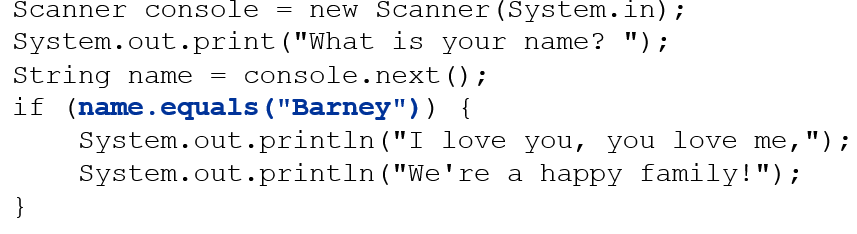 Scanner console = new Scanner(System.in);
System.out.print("What is your name? ");
String name = console.next();
if (name.equals("Barney")) {
    System.out.println("I love you, you love me,");
    System.out.println("We're a happy family!");
}